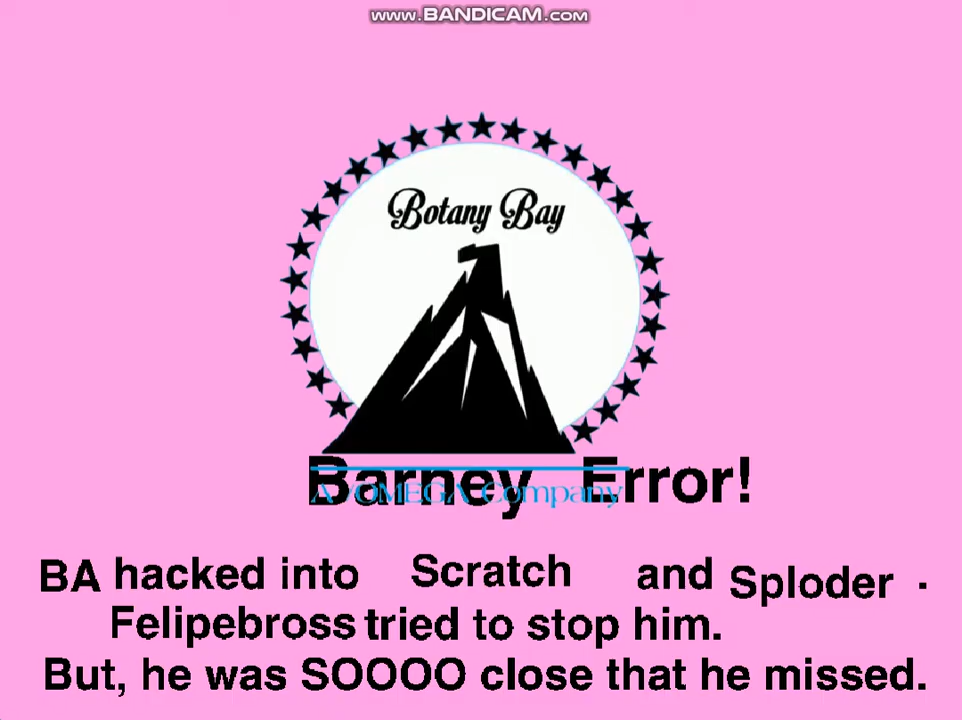 www.BANDICAM.com
Botany Bay
Barney Error!
A YOMEGA Company
BA hacked into Scratch and Sploder .
Felipebross tried to stop him.
But, he was SOOOO close that he missed.